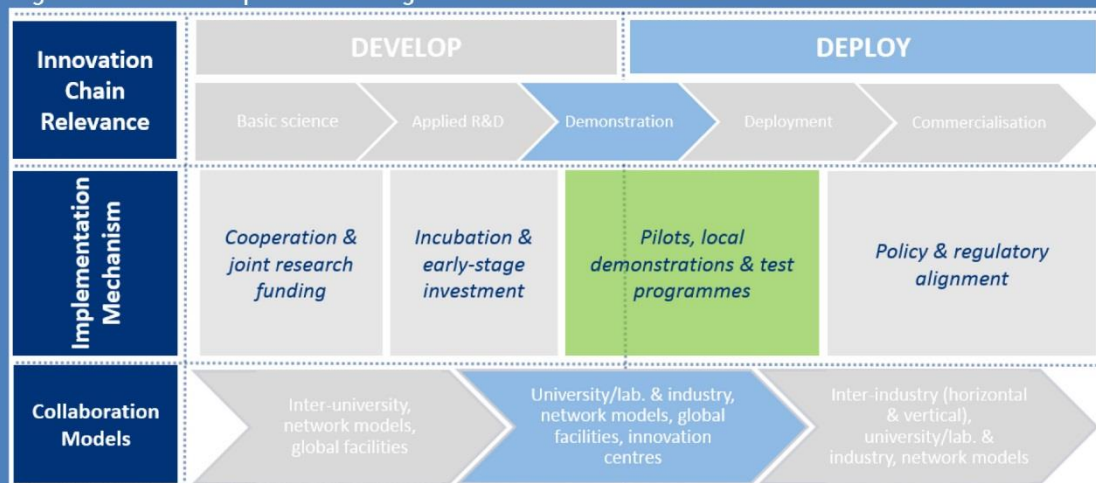 Innovation
Chain
Relevance
DEVELOP
DEPLOY
Basic science
Applied R&D
Demonstration
Deployment
Commercialisation
Implementation
Mechanism
Cooperation &
joint research
funding
Incubation &
early-stage
investment
Pilots, local
demonstrations & test
programmes
Policy & regulatory
alignment
Collaboration
Models
Inter-university,
network models,
global facilities
University/lab. & industry,
network models, global
facilities, innovation
centres
Inter-industry (horizontal
& vertical),
university/lab. &
industry, network models